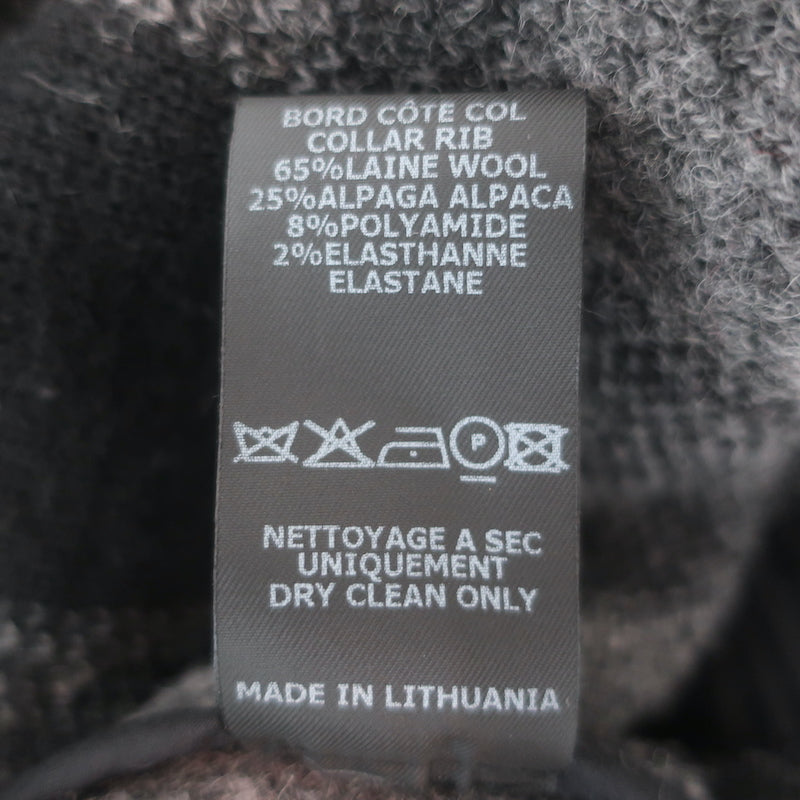 BORD CÔTE COL
COLLAR RIB
65%LAINE WOOL
25%ALPAGA ALPACA
8%POLYAMIDE
2%ELASTHANNE
ELASTANE
P
NETTOYAGE A SEC
UNIQUEMENT
DRY CLEAN ONLY
MADE IN LITHUANIA